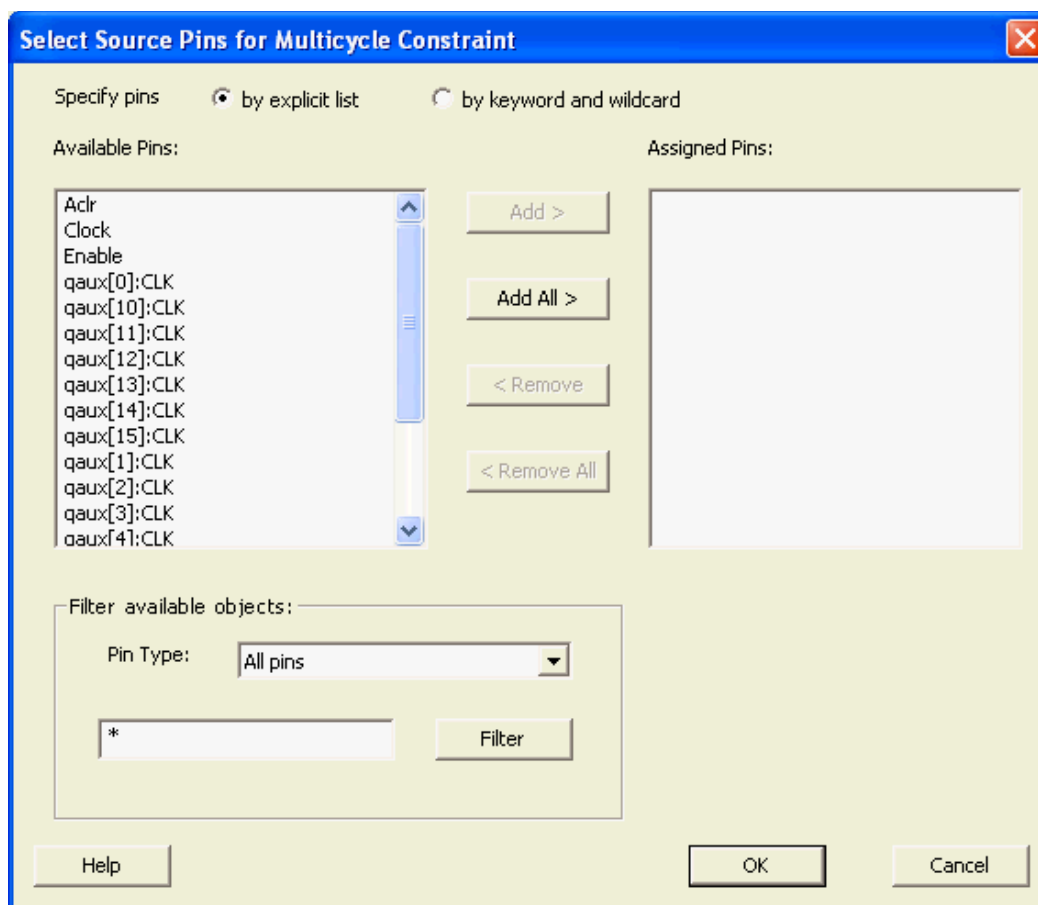 Select Source Pins for Multicycle Constraint
Specify pins by explicit list by keyword and wildcard
Available Pins: Assigned Pins:
Aclr
Clock
Enable
qaux[0]:CLK
qaux[10]:CLK
qaux[11]:CLK
qaux[12]:CLK
qaux[13]:CLK
qaux[14]:CLK
qaux[15]:CLK
qaux[1]:CLK
qaux[2]:CLK
qaux[3]:CLK
qaux[4]:CLK
Add >
Add All >
< Remove
< Remove All
Filter available objects:
Pin Type: All pins
* Filter
Help OK Cancel